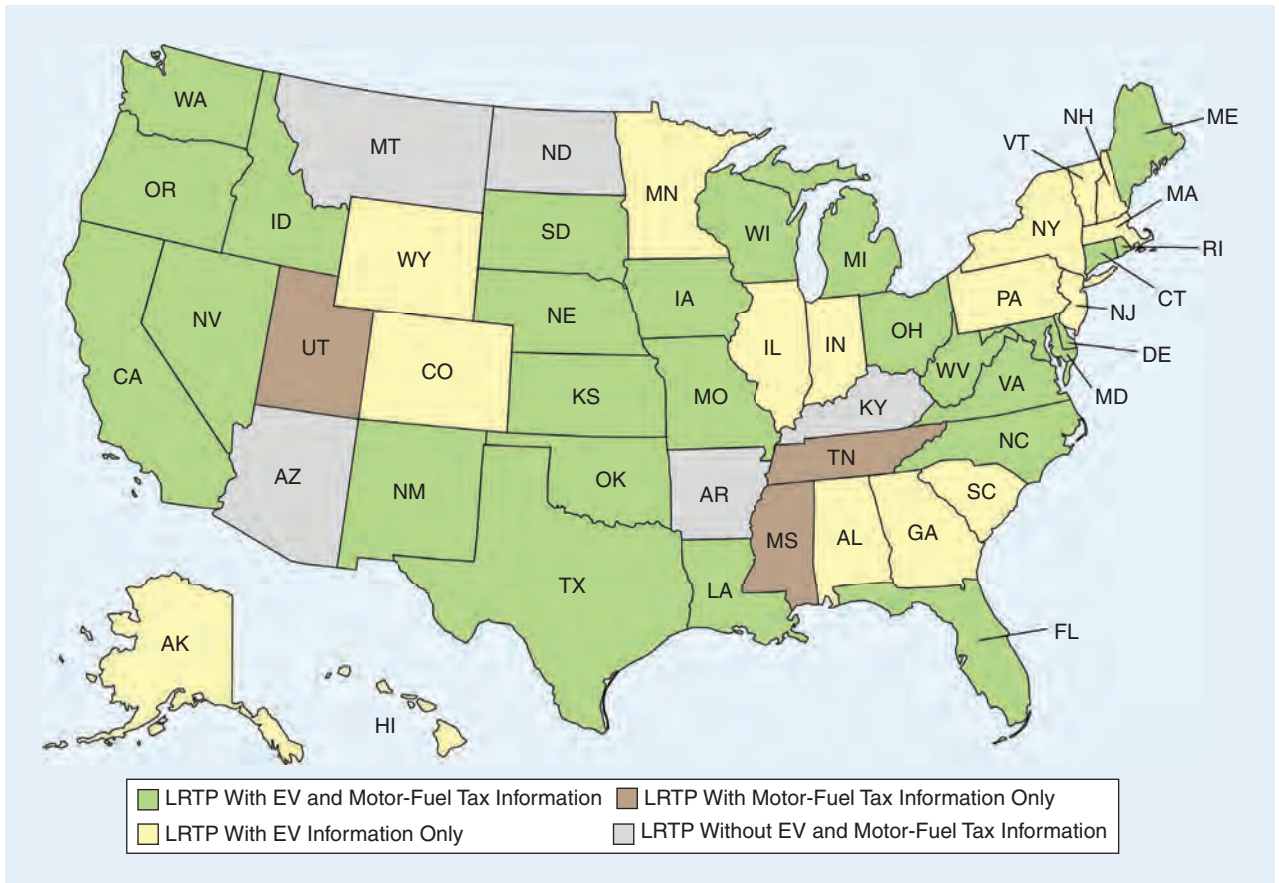 WA
MT
ND
MN
OR
ID
SD
WY
WI
MI
VT
NH
ME
MA
NY
RI
CT
NV
UT
NE
IA
CO
CA
KS
MO
IL
IN
OH
PA
NJ
DE
MD
WV
VA
KY
NC
TN
AZ
NM
OK
AR
SC
MS
AL
GA
TX
LA
FL
AK
HI
LRTP With EV and Motor-Fuel Tax Information
LRTP With Motor-Fuel Tax Information Only
LRTP With EV Information Only
LRTP Without EV and Motor-Fuel Tax Information